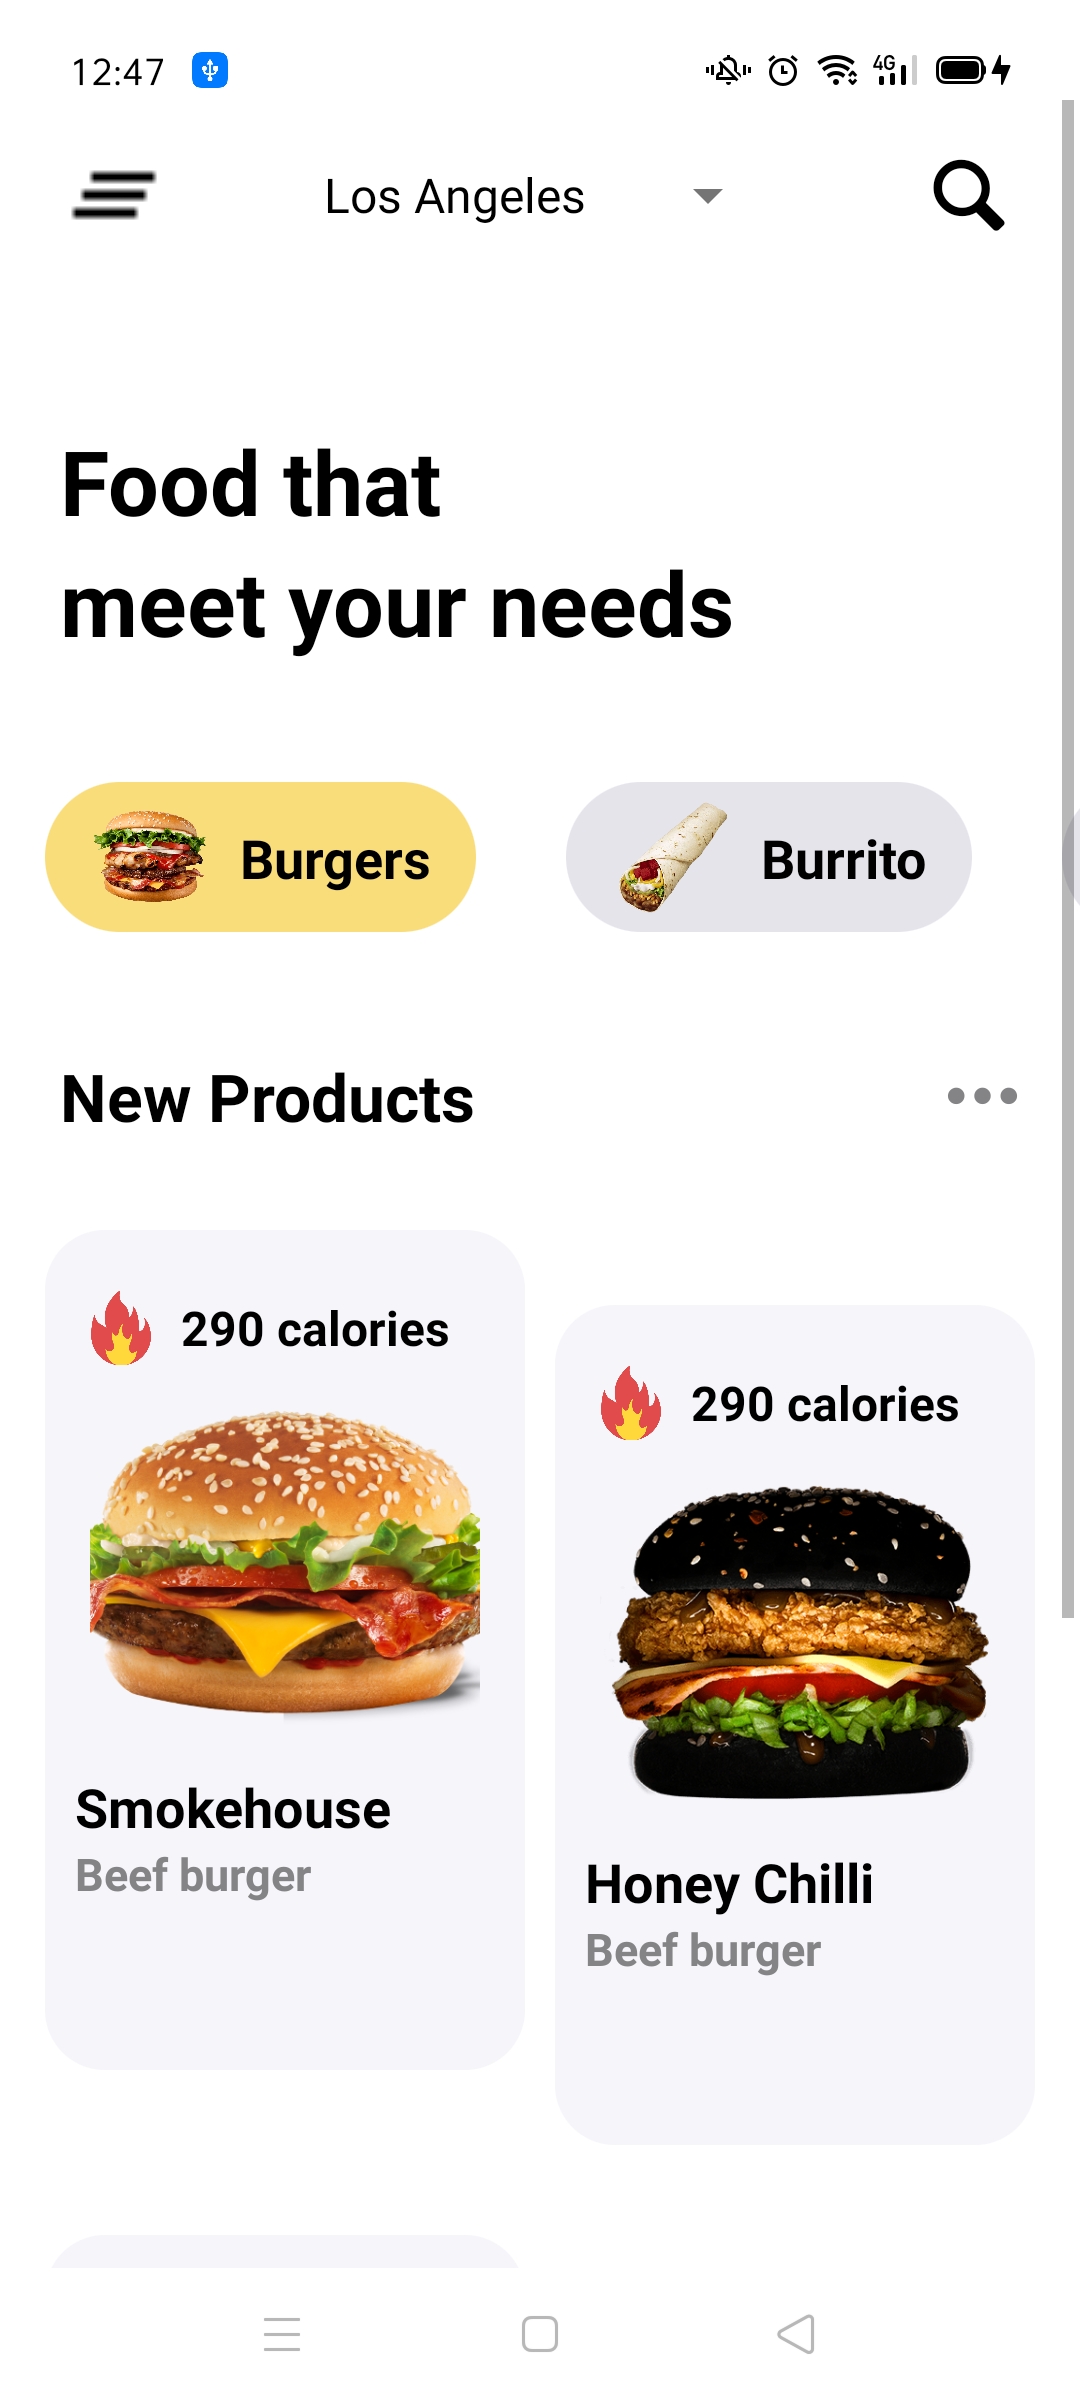 12:47
4G
Los Angeles
Food that
meet your needs
Burgers
Burrito
New Products
290 calories
290 calories
Smokehouse
Beef burger
Honey Chilli
Beef burger